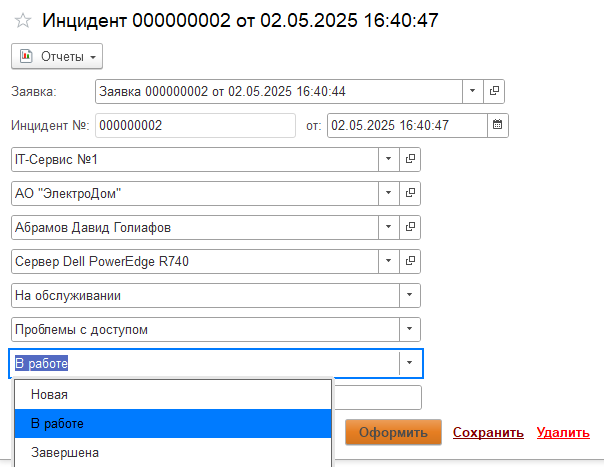 Инцидент 000000002 от 02.05.2025 16:40:47
Отчеты
Заявка: Заявка 000000002 от 02.05.2025 16:40:44
Инцидент №: 000000002 от: 02.05.2025 16:40:47
IT-Сервис №1
АО "ЭлектроДом"
Абрамов Давид Голиафов
Сервер Dell PowerEdge R740
На обслуживании
Проблемы с доступом
В работе
Новая
В работе
Оформить Сохранить Удалить
Завершена